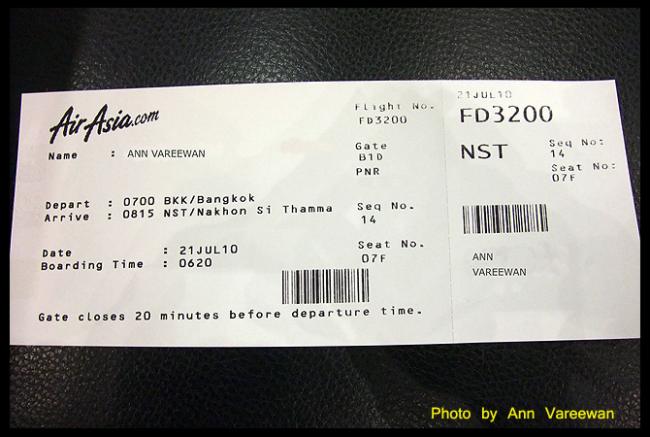 AirAsia.com
Name : ANN VAREEWAN
Depart : 0700 BKK/Bangkok
Arrive : 0815 NST/Nakhon Si Thamma
Date : 21JUL10
Boarding Time : 0620
Gate closes 20 minutes before departure time.
Flight No.
FD3200
Gate
B1D
PNR
Seq No.
14
Seat No.
07F
21JUL10
FD3200
NST
Seq No:
14
Seat No:
07F
ANN
VAREEWAN
Photo by Ann Vareewan